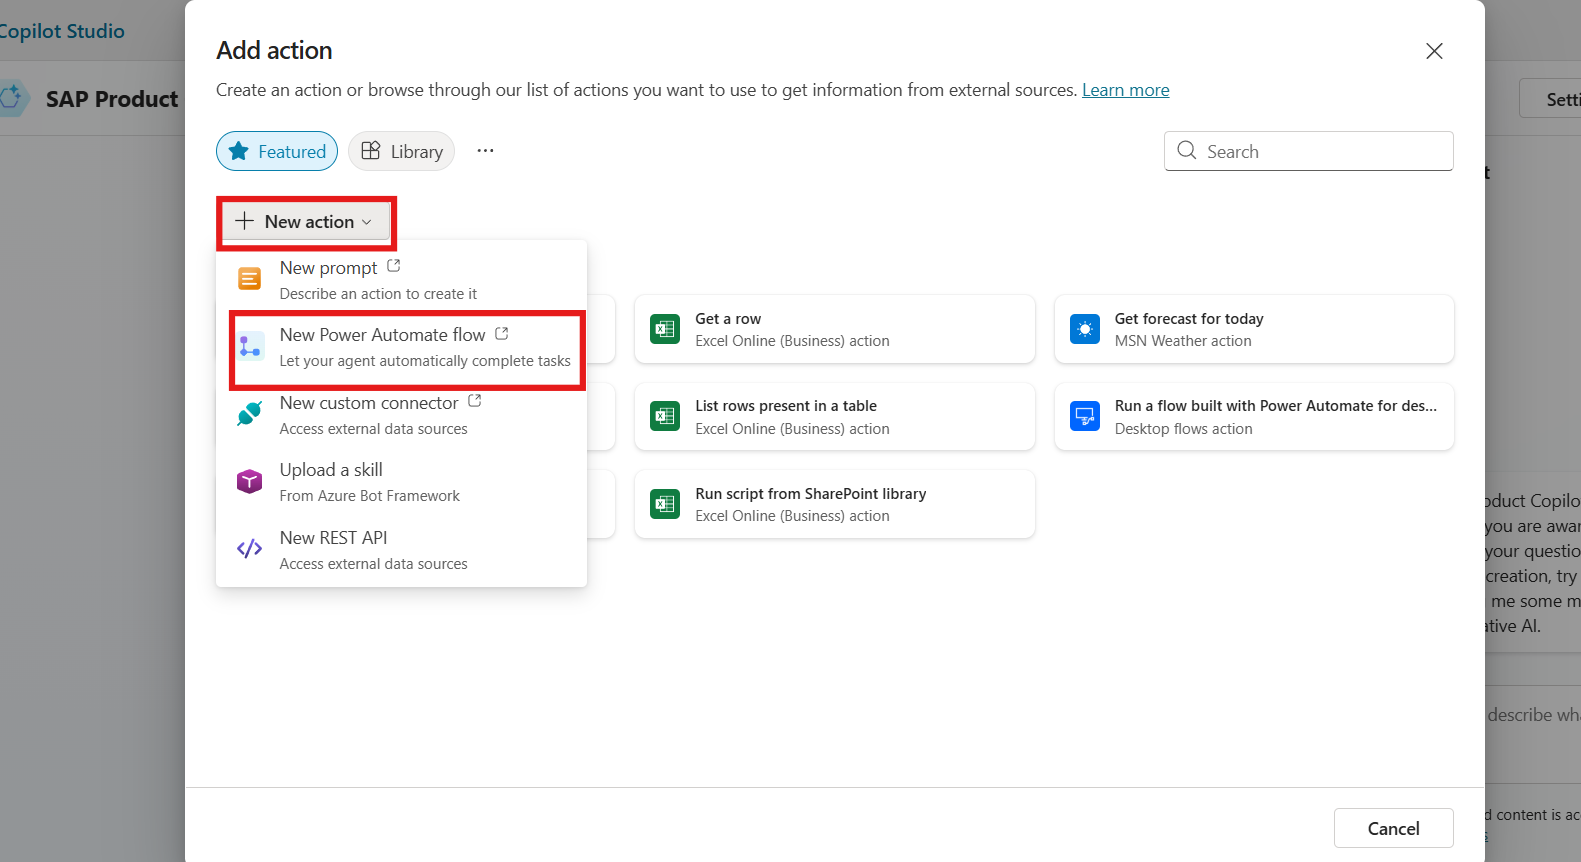 Copilot Studio
SAP Product
Setti
Add action
Create an action or browse through our list of actions you want to use to get information from external sources. Learn more
Featured
Library
Search
New action
New prompt
Describe an action to create it
New Power Automate flow
Let your agent automatically complete tasks
New custom connector
Access external data sources
Upload a skill
From Azure Bot Framework
New REST API
Access external data sources
Get a row
Excel Online (Business) action
Get forecast for today
MSN Weather action
List rows present in a table
Excel Online (Business) action
Run a flow built with Power Automate for des...
Desktop flows action
Run script from SharePoint library
Excel Online (Business) action
t
oduct Copilo
you are awar
your questio
creation, try
me some m
ative AI.
describe wha
d content is ac
s
Cancel